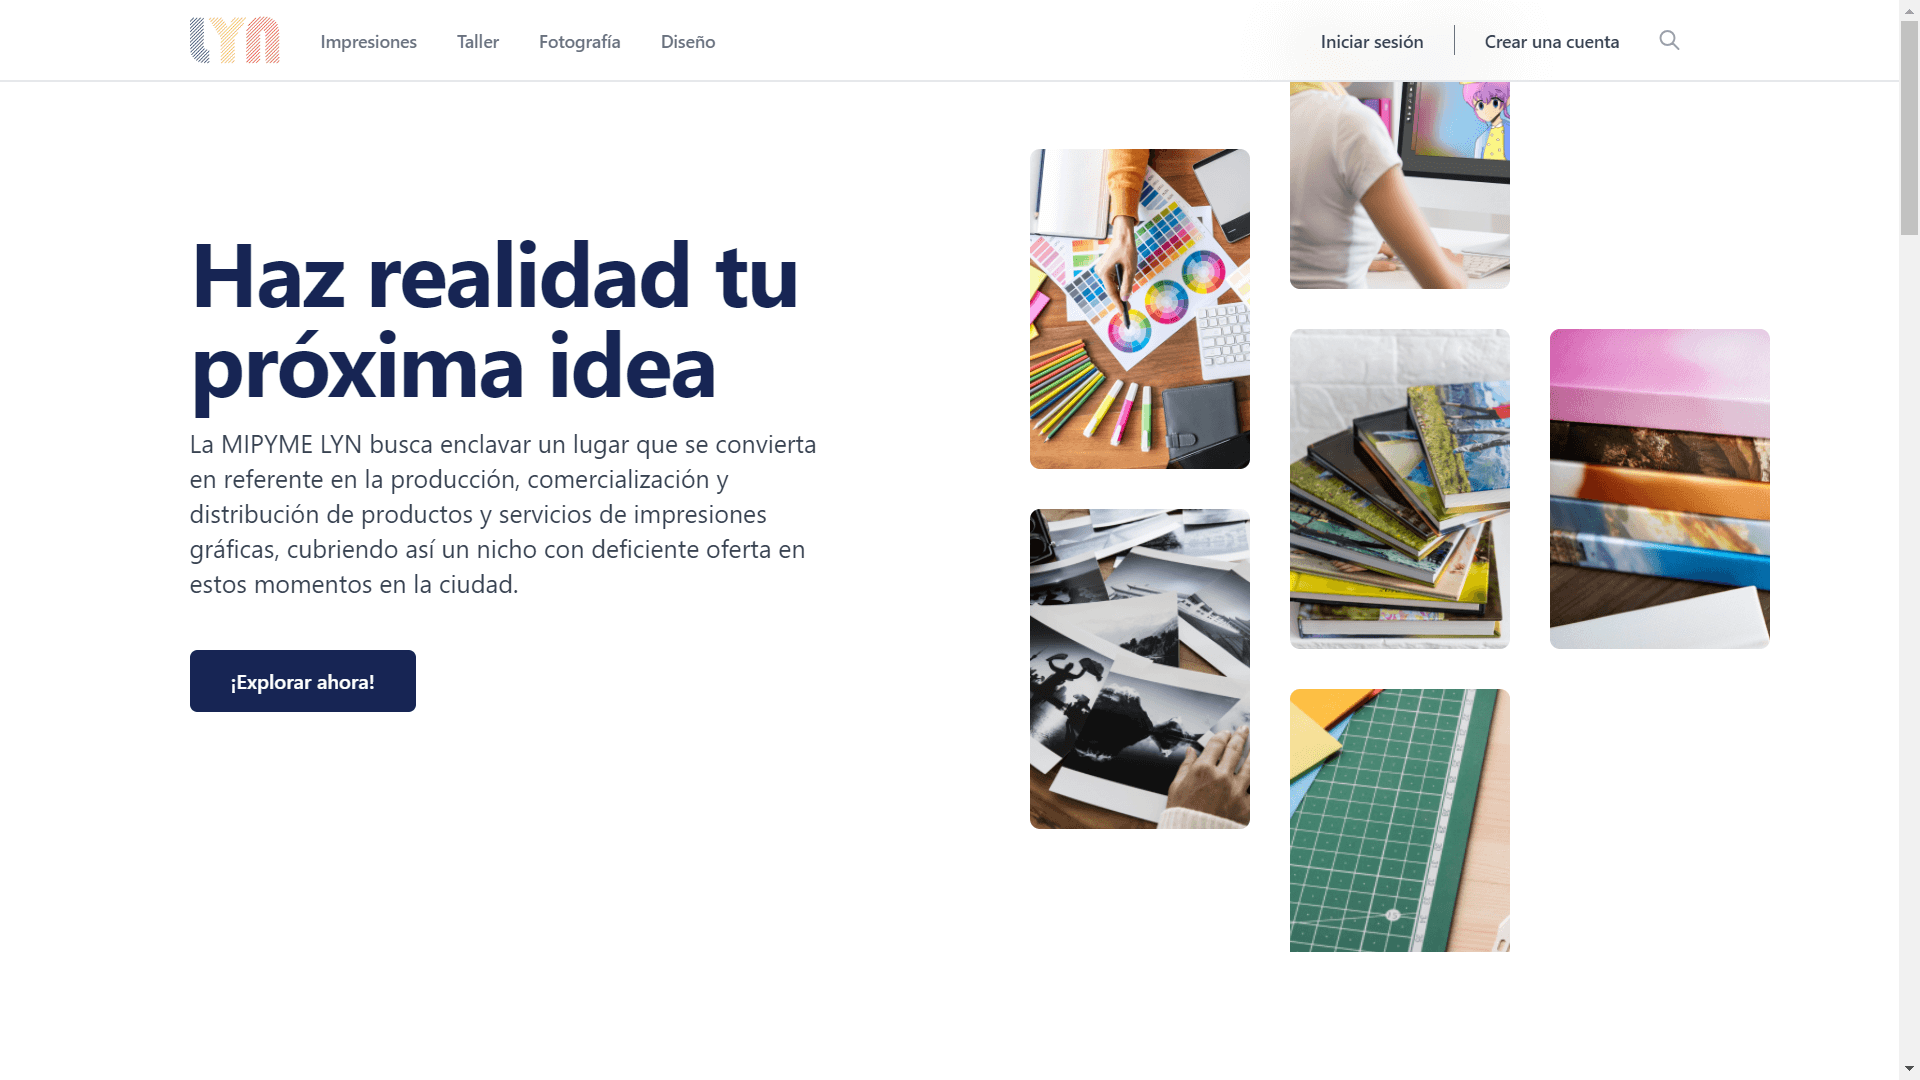 LYN
Impresiones
Taller
Fotografía
Diseño
Iniciar sesión
Crear una cuenta
Haz realidad tu
próxima idea
La MIPYME LYN busca enclavar un lugar que se convierta
en referente en la producción, comercialización y
distribución de productos y servicios de impresiones
gráficas, cubriendo así un nicho con deficiente oferta en
estos momentos en la ciudad.
¡Explorar ahora!